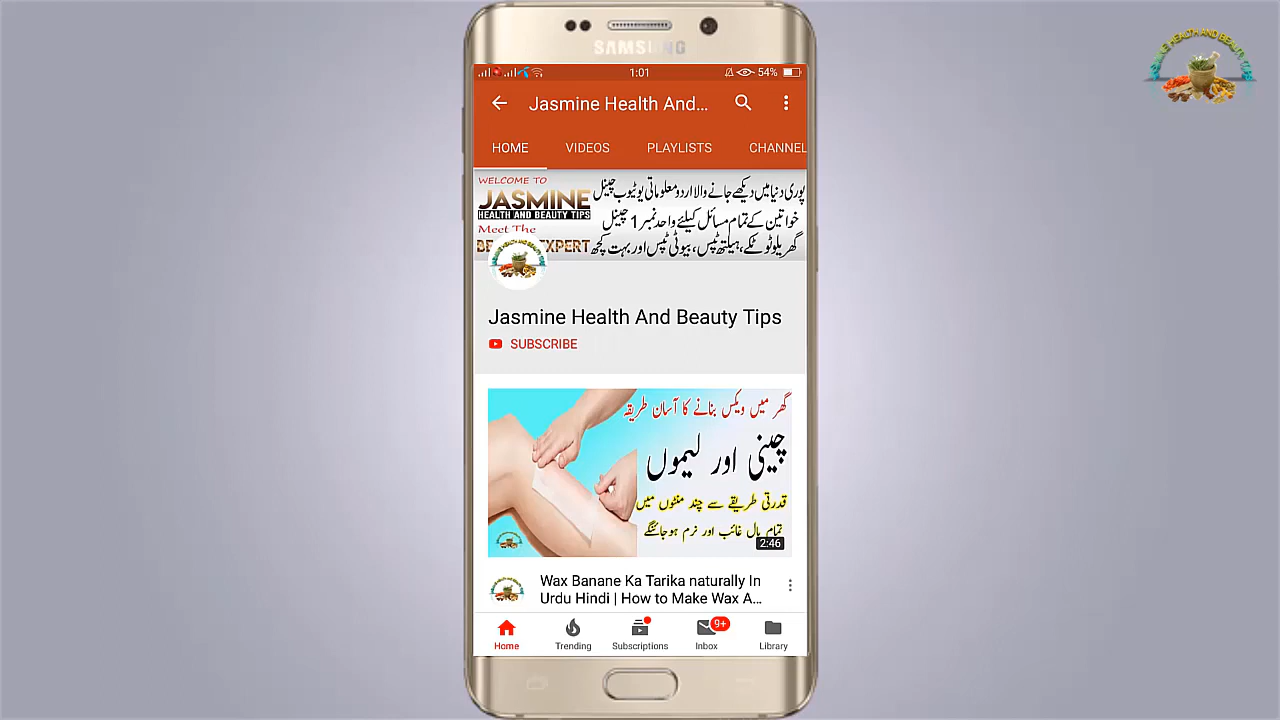 SAMSUNG
1:01
54%
Jasmine Health And...
HOME
VIDEOS
PLAYLISTS
CHANNEL
WELCOME TO
JASMINE
HEALTH AND BEAUTY TIPS
Meet The
EXPERT
پوری دنیا میں دیکھے جانے والا اردو معلوماتی یوٹیوب چینل
خواتین کے تمام مسائل کیلئے واحد نمبر 1 چینل
گھریلو ٹوٹکے، ہیلتھ ٹپس، بیوٹی ٹپس اور بہت کچھ
Jasmine Health And Beauty Tips
SUBSCRIBE
گھر میں ویکس بنانے کا آسان طریقہ
چینی اور لیموں
قدرتی طریقے سے چند منٹوں میں
تمام بال غائب اور نرم ہوجائنگے
2:46
Wax Banane Ka Tarika naturally In
Urdu Hindi | How to Make Wax A...
9+
Home
Trending
Subscriptions
Inbox
Library
HEALTH AND BEAUTY